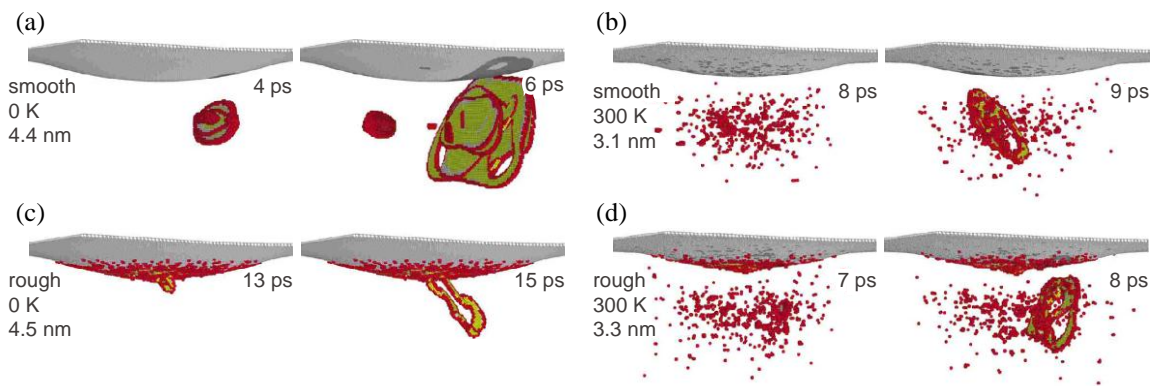 (a)
smooth
0 K
4.4 nm
4 ps
6 ps
(b)
smooth
300 K
3.1 nm
8 ps
9 ps
(c)
rough
0 K
4.5 nm
13 ps
15 ps
(d)
rough
300 K
3.3 nm
7 ps
8 ps